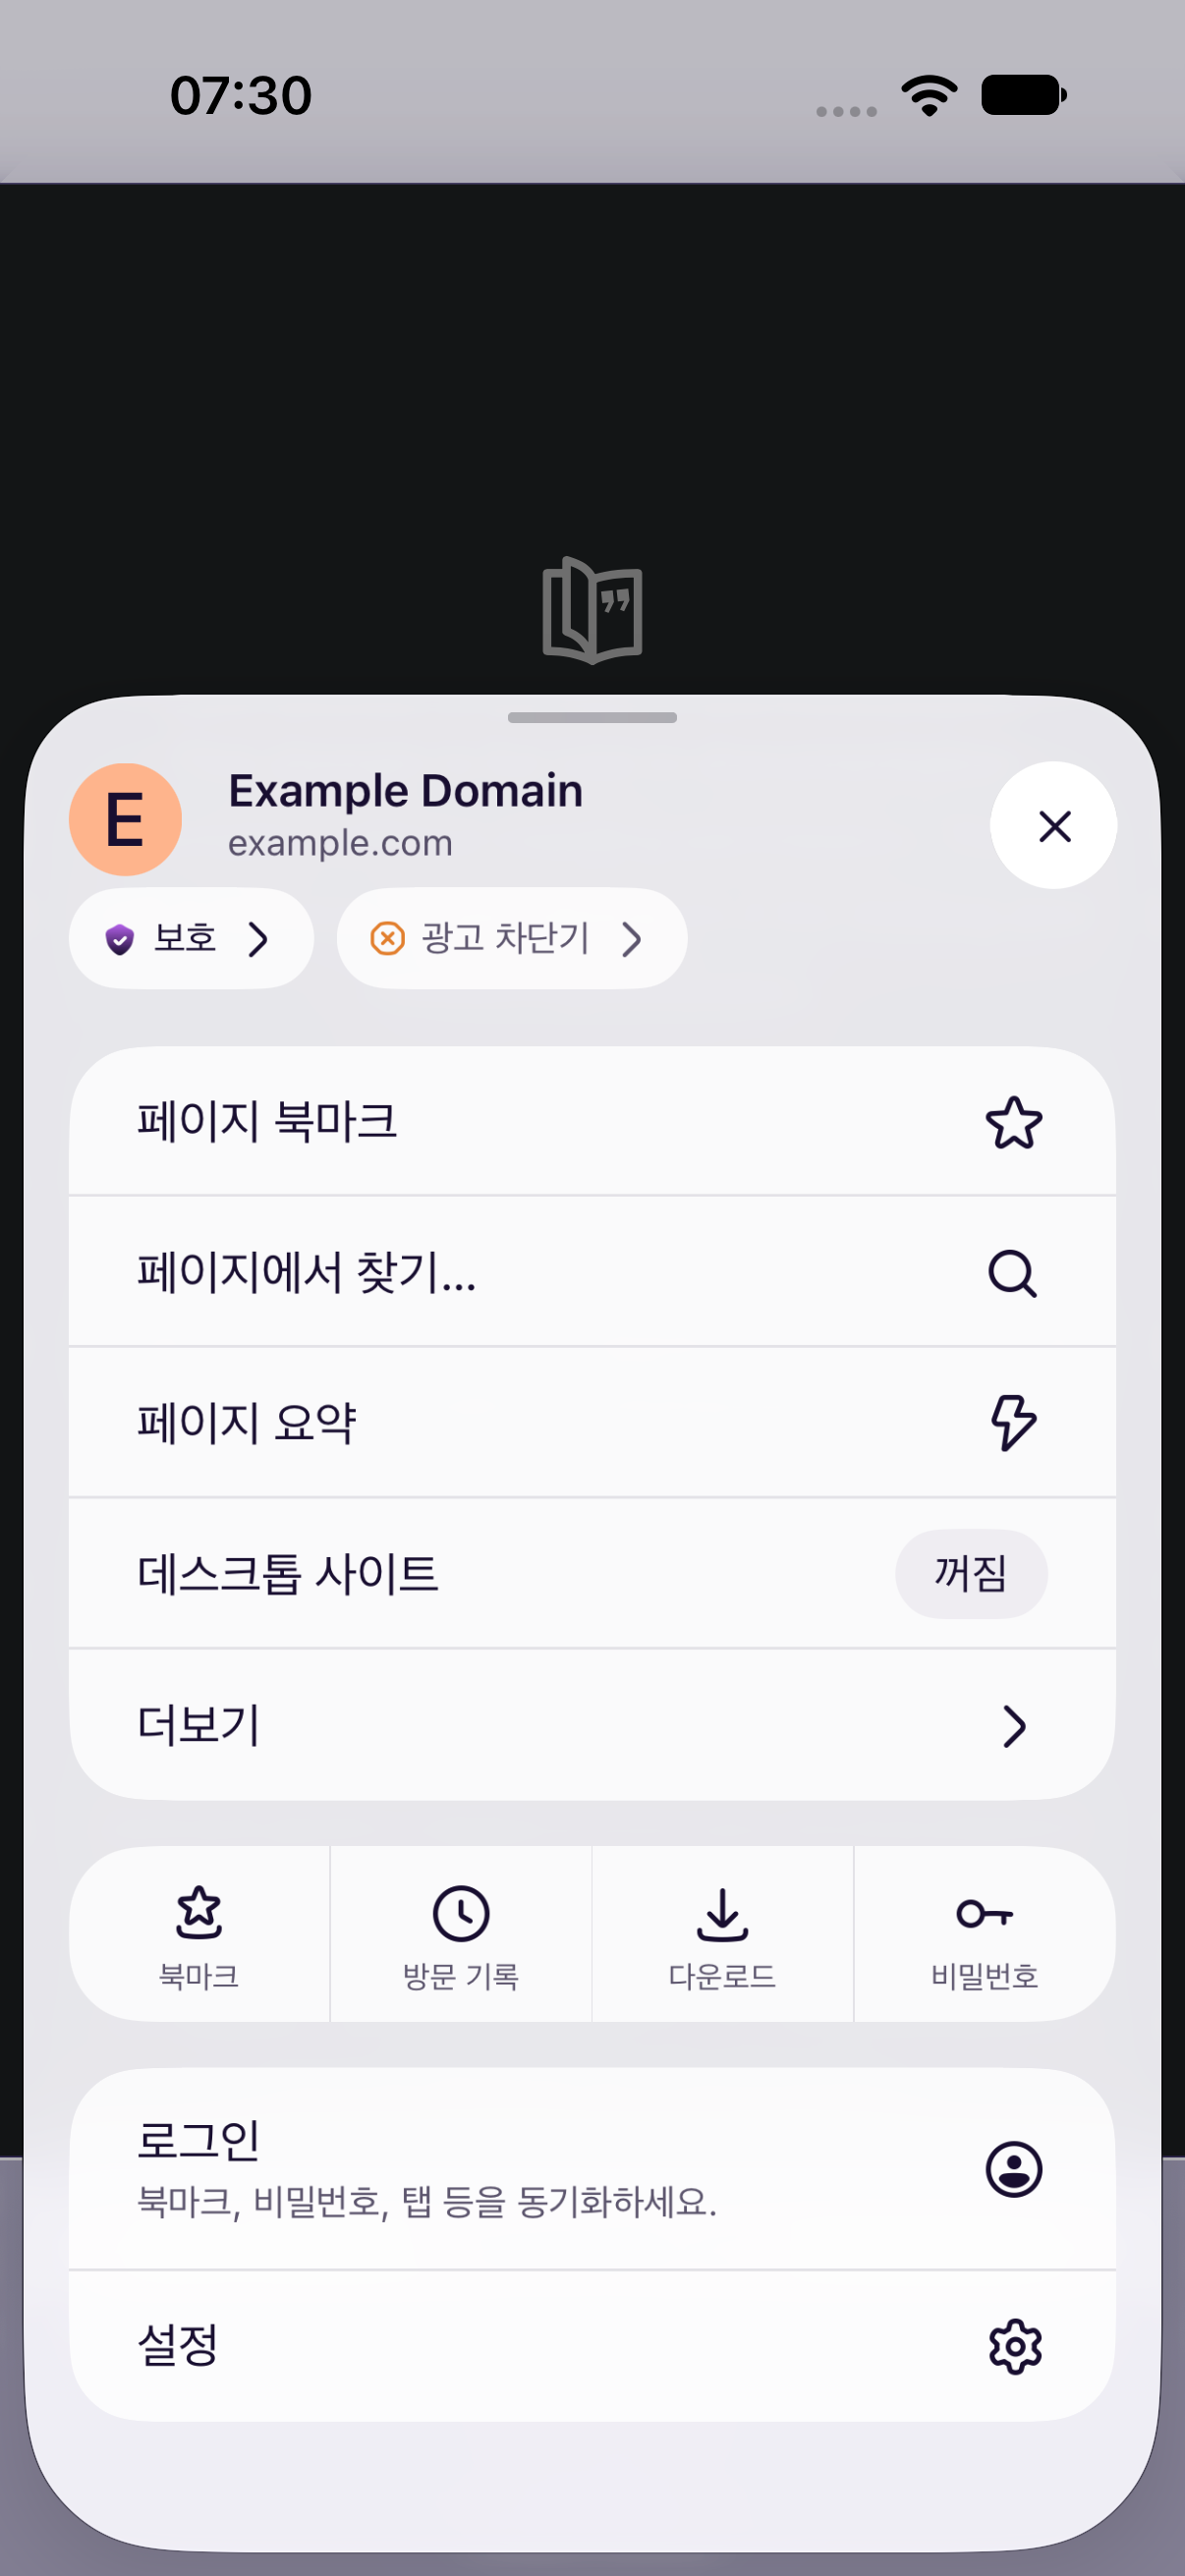 07:30
E
Example Domain
example.com
보호
광고 차단기
페이지 북마크
페이지에서 찾기...
페이지 요약
데스크톱 사이트
꺼짐
더보기
북마크
방문 기록
다운로드
비밀번호
로그인
북마크, 비밀번호, 탭 등을 동기화하세요.
설정